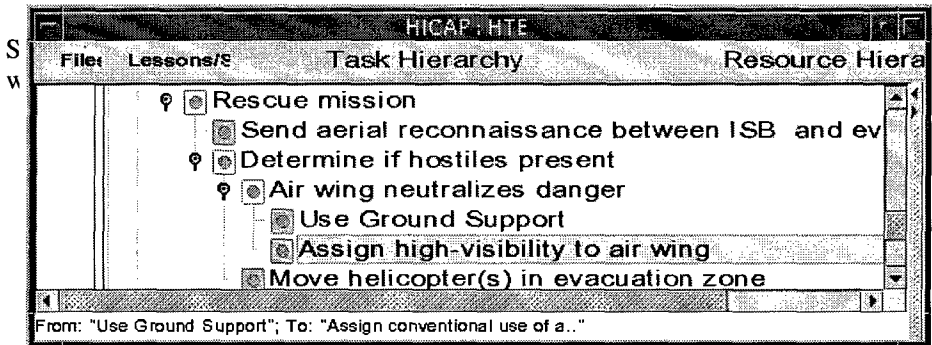 HICAP : HTE
S
w
File Lessons/S Task Hierarchy Resource Hiera
Rescue mission
Send aerial reconnaissance between ISB and ev
Determine if hostiles present
Air wing neutralizes danger
Use Ground Support
Assign high-visibility to air wing
Move helicopter(s) in evacuation zone
From: "Use Ground Support"; To: "Assign conventional use of a.."